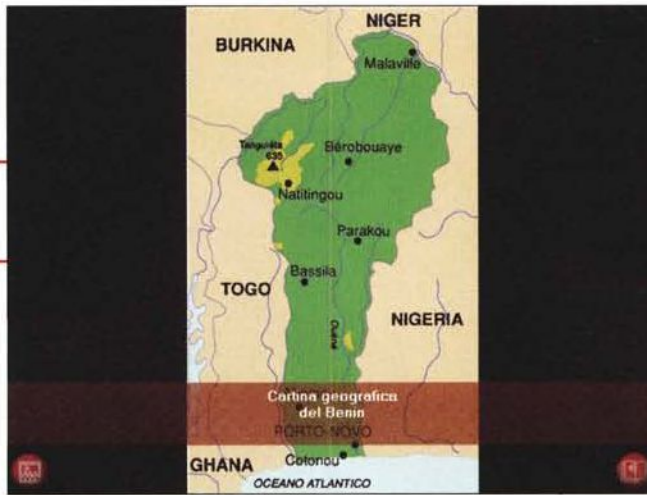 NIGER
BURKINA
Malaville
Tanguiéta
635
Bérobouaye
Natitingou
Parakou
Bassila
TOGO
NIGERIA
Ouémé
Cartina geografica
del Benin
PORTO-NOVO
GHANA
Cotonou
OCEANO ATLANTICO